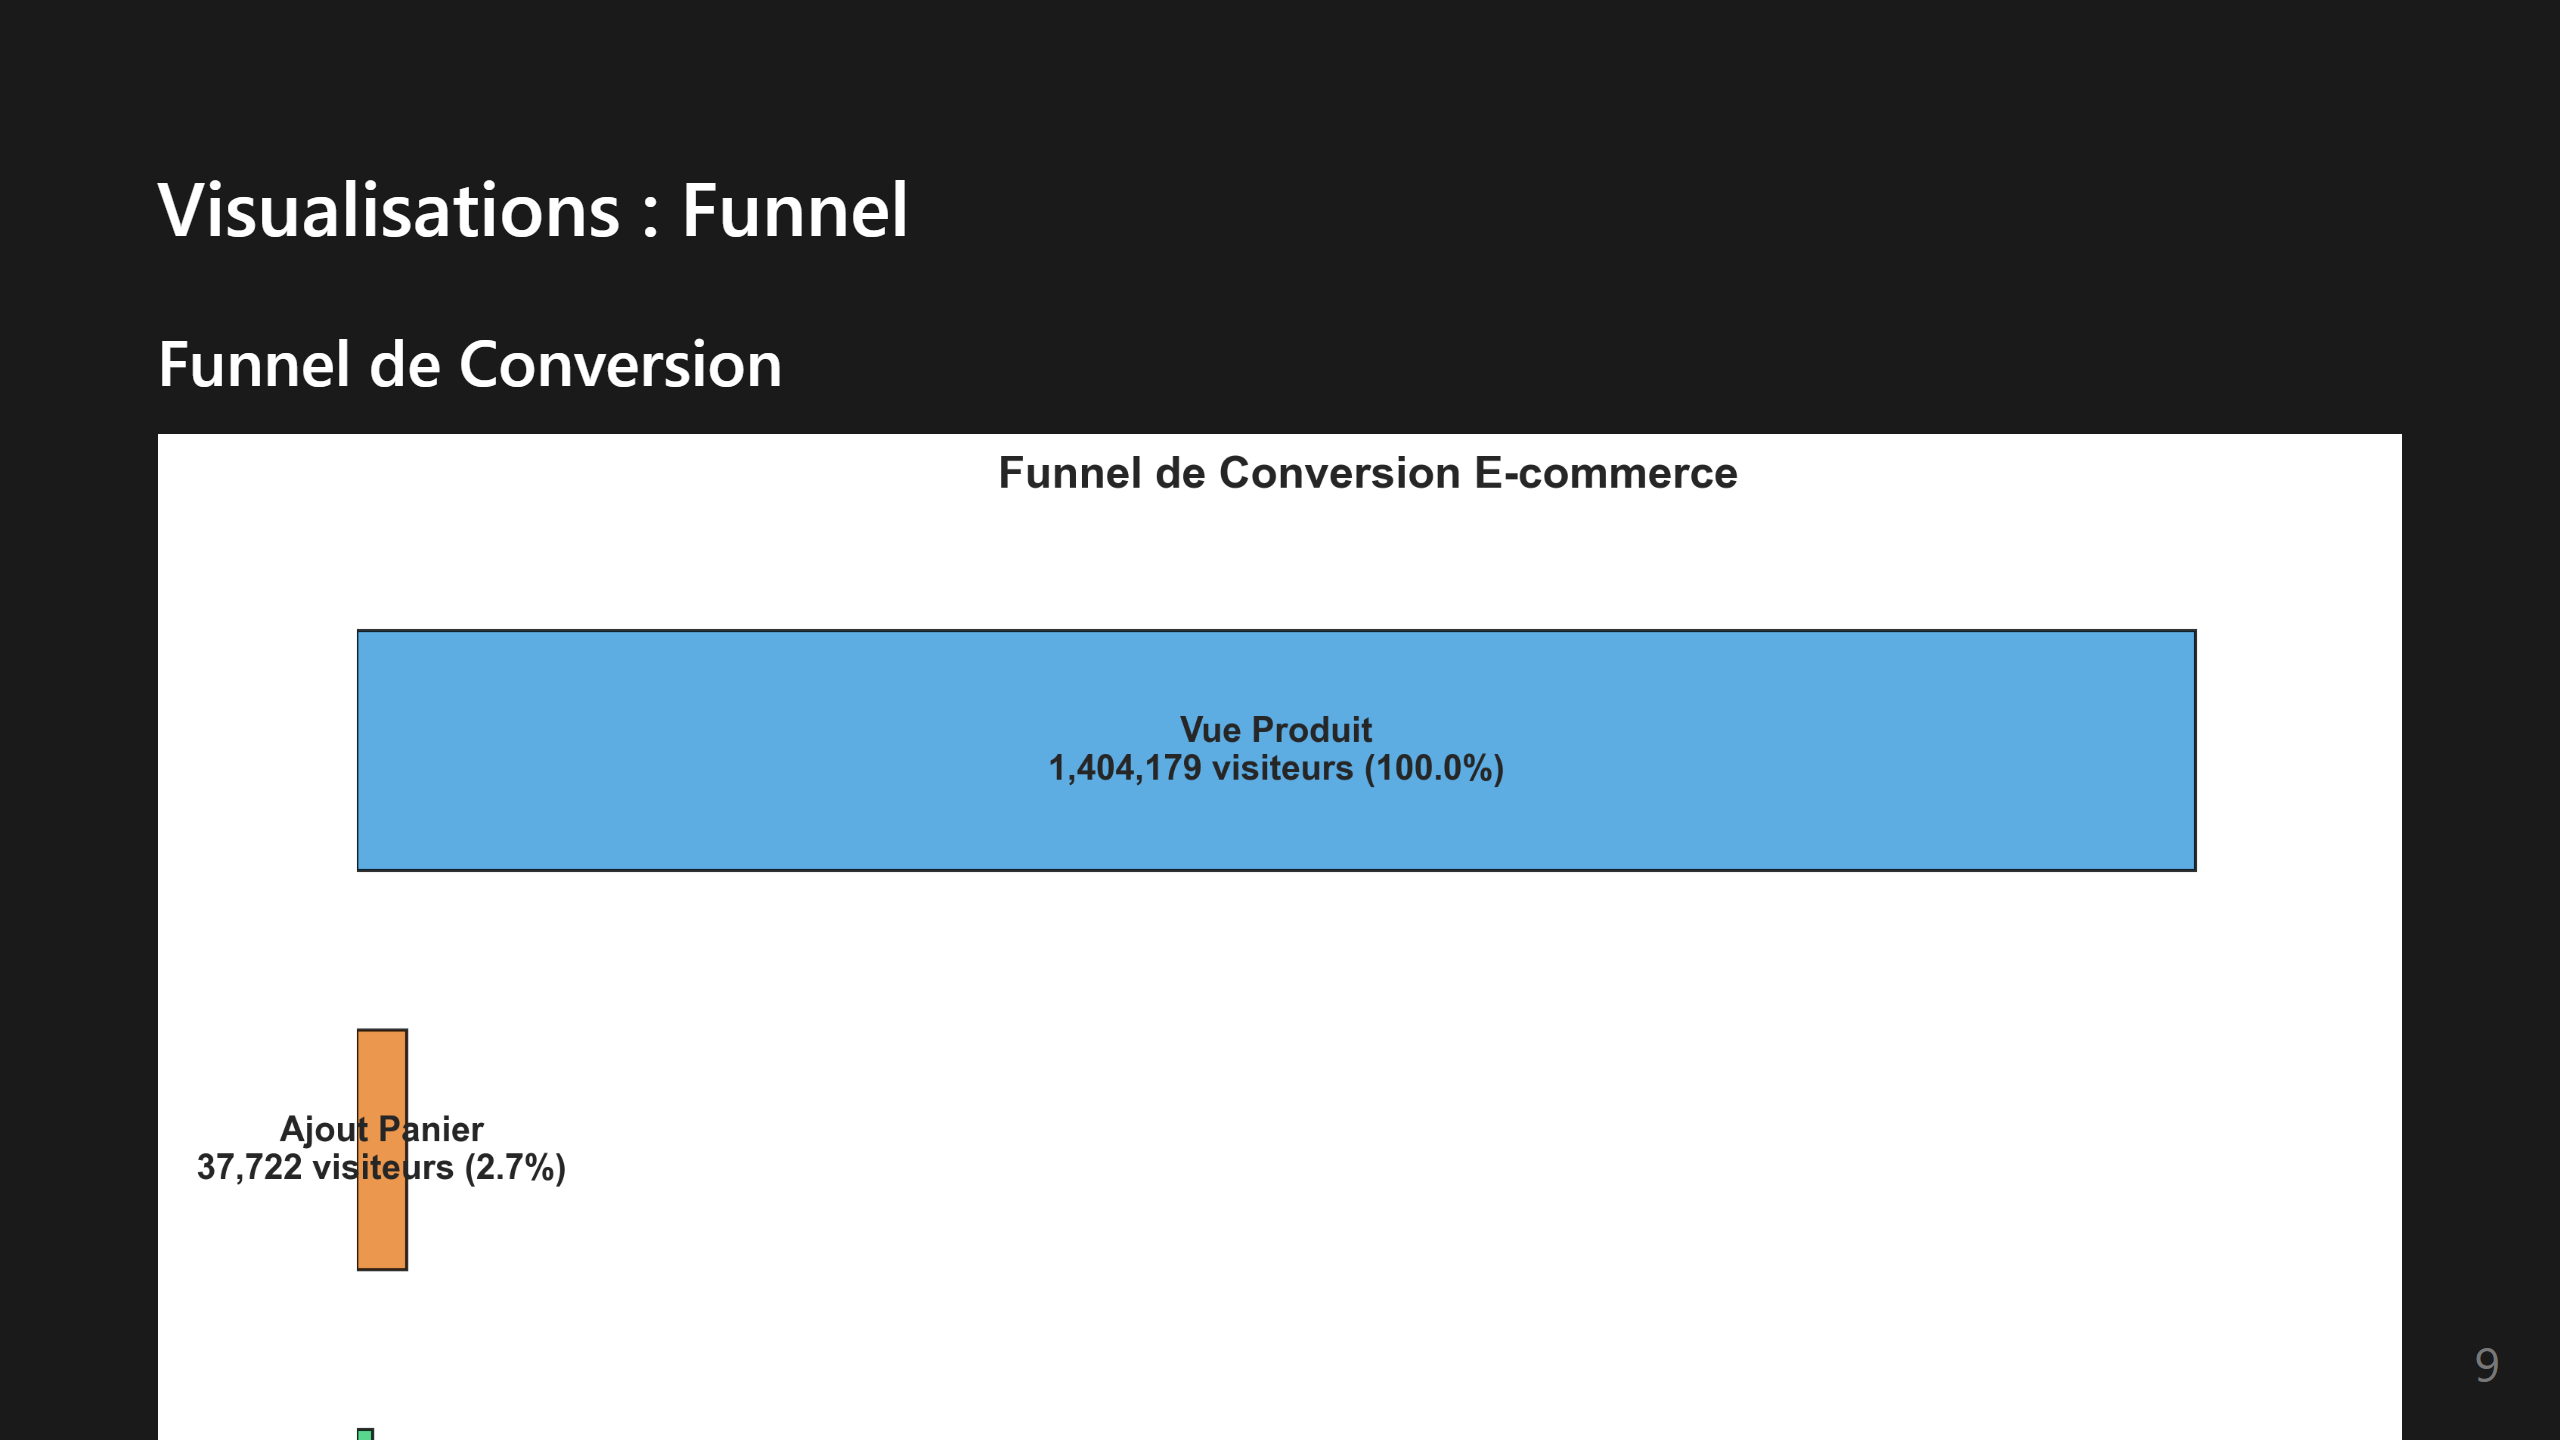 Visualisations : Funnel
Funnel de Conversion
Funnel de Conversion E-commerce
Vue Produit
1,404,179 visiteurs (100.0%)
Ajout Panier
37,722 visiteurs (2.7%)
9